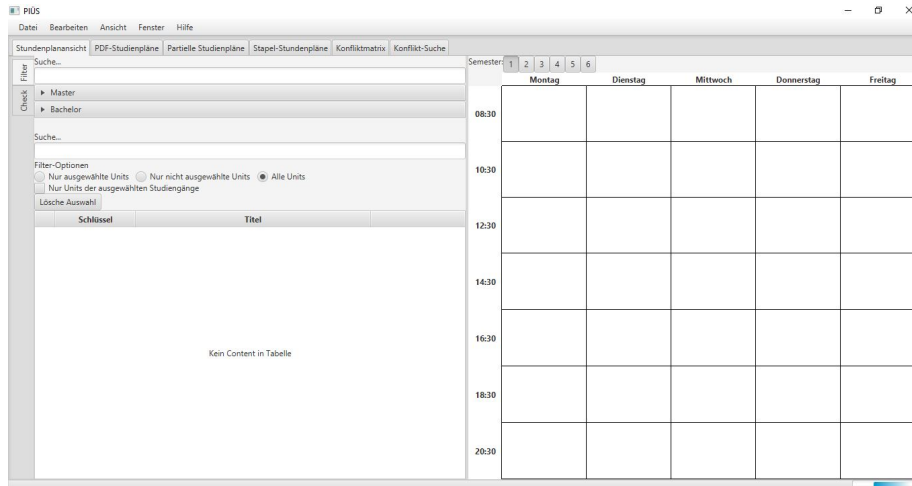 PlÜS
Datei Bearbeiten Ansicht Fenster Hilfe
Stundenplanansicht PDF-Studienpläne Partielle Studienpläne Stapel-Stundenpläne Konfliktmatrix Konflikt-Suche
Filter
Check
Suche...
Master
Bachelor
Suche...
Filter-Optionen
Nur ausgewählte Units Nur nicht ausgewählte Units Alle Units
Nur Units der ausgewählten Studiengänge
Lösche Auswahl
Schlüssel Titel
Kein Content in Tabelle
Semester: 1 2 3 4 5 6
Montag Dienstag Mittwoch Donnerstag Freitag
08:30
10:30
12:30
14:30
16:30
18:30
20:30